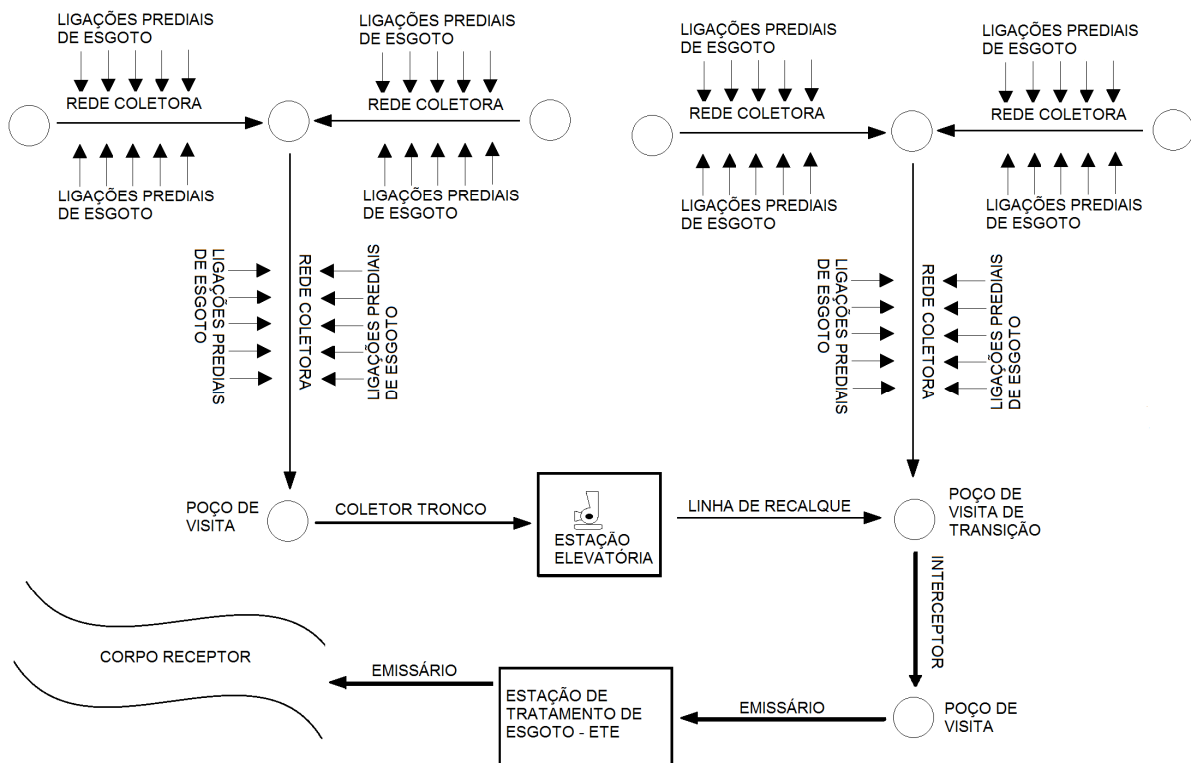 LIGAÇÕES PREDIAIS
DE ESGOTO
LIGAÇÕES PREDIAIS
DE ESGOTO
LIGAÇÕES PREDIAIS
DE ESGOTO
LIGAÇÕES PREDIAIS
DE ESGOTO
REDE COLETORA
REDE COLETORA
REDE COLETORA
REDE COLETORA
LIGAÇÕES PREDIAIS
DE ESGOTO
LIGAÇÕES PREDIAIS
DE ESGOTO
LIGAÇÕES PREDIAIS
DE ESGOTO
LIGAÇÕES PREDIAIS
DE ESGOTO
LIGAÇÕES PREDIAIS
DE ESGOTO
REDE COLETORA
LIGAÇÕES PREDIAIS
DE ESGOTO
LIGAÇÕES PREDIAIS
DE ESGOTO
REDE COLETORA
LIGAÇÕES PREDIAIS
DE ESGOTO
POÇO DE
VISITA
COLETOR TRONCO
ESTAÇÃO
ELEVATÓRIA
LINHA DE RECALQUE
POÇO DE
VISITA DE
TRANSIÇÃO
INTERCEPTOR
CORPO RECEPTOR
EMISSÁRIO
ESTAÇÃO DE
TRATAMENTO DE
ESGOTO - ETE
EMISSÁRIO
POÇO DE
VISITA